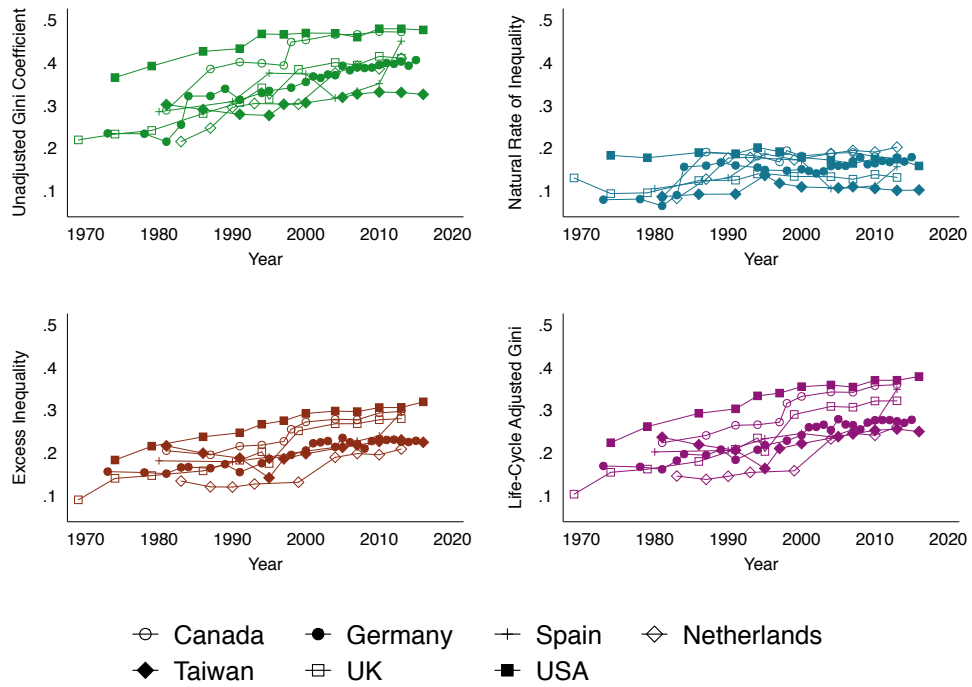 Unadjusted Gini Coefficient
.5
.4
.3
.2
.1
1970 1980 1990 2000 2010 2020
Year
Natural Rate of Inequality
.5
.4
.3
.2
.1
1970 1980 1990 2000 2010 2020
Year
Excess Inequality
.5
.4
.3
.2
.1
1970 1980 1990 2000 2010 2020
Year
Life-Cycle Adjusted Gini
.5
.4
.3
.2
.1
1970 1980 1990 2000 2010 2020
Year
Canada Germany Spain Netherlands
Taiwan UK USA